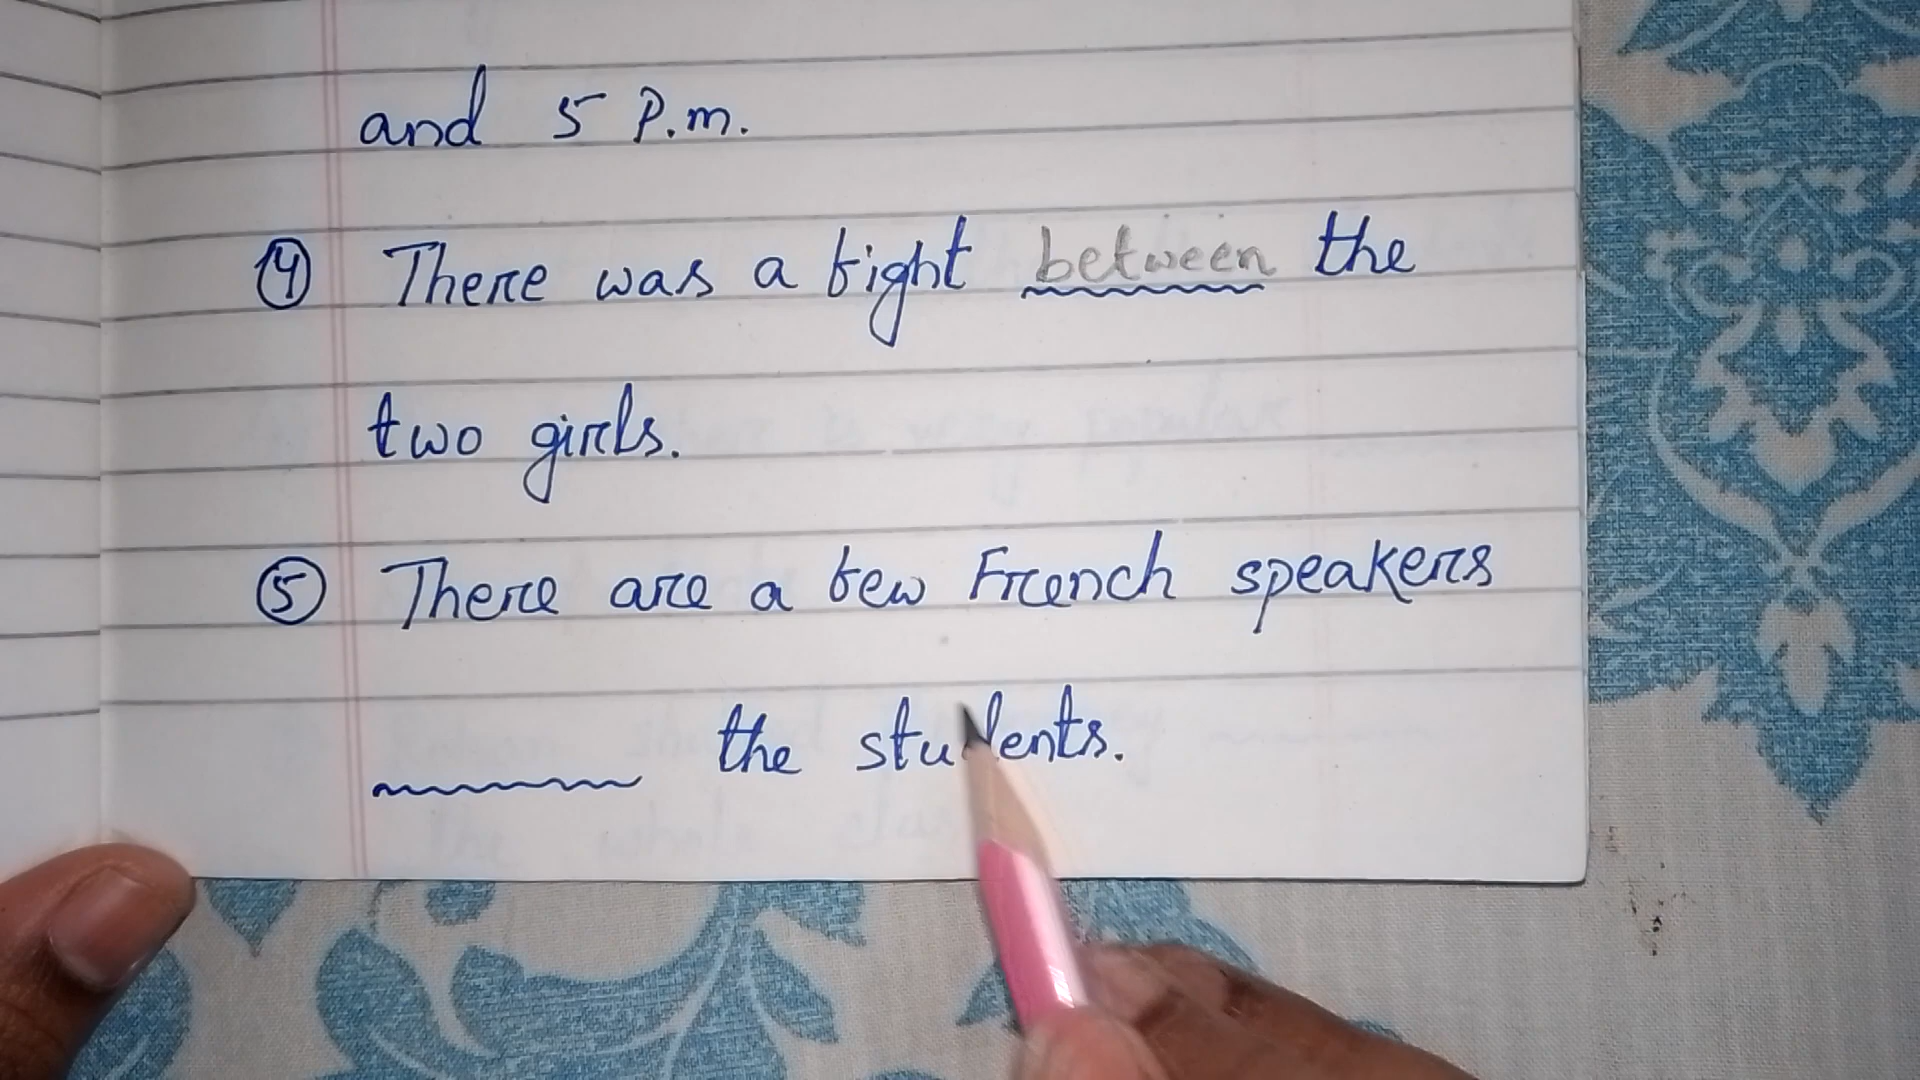 and 5 P.m.
④ There was a fight between the
two girls.
⑤ There are a few French speakers
the students.